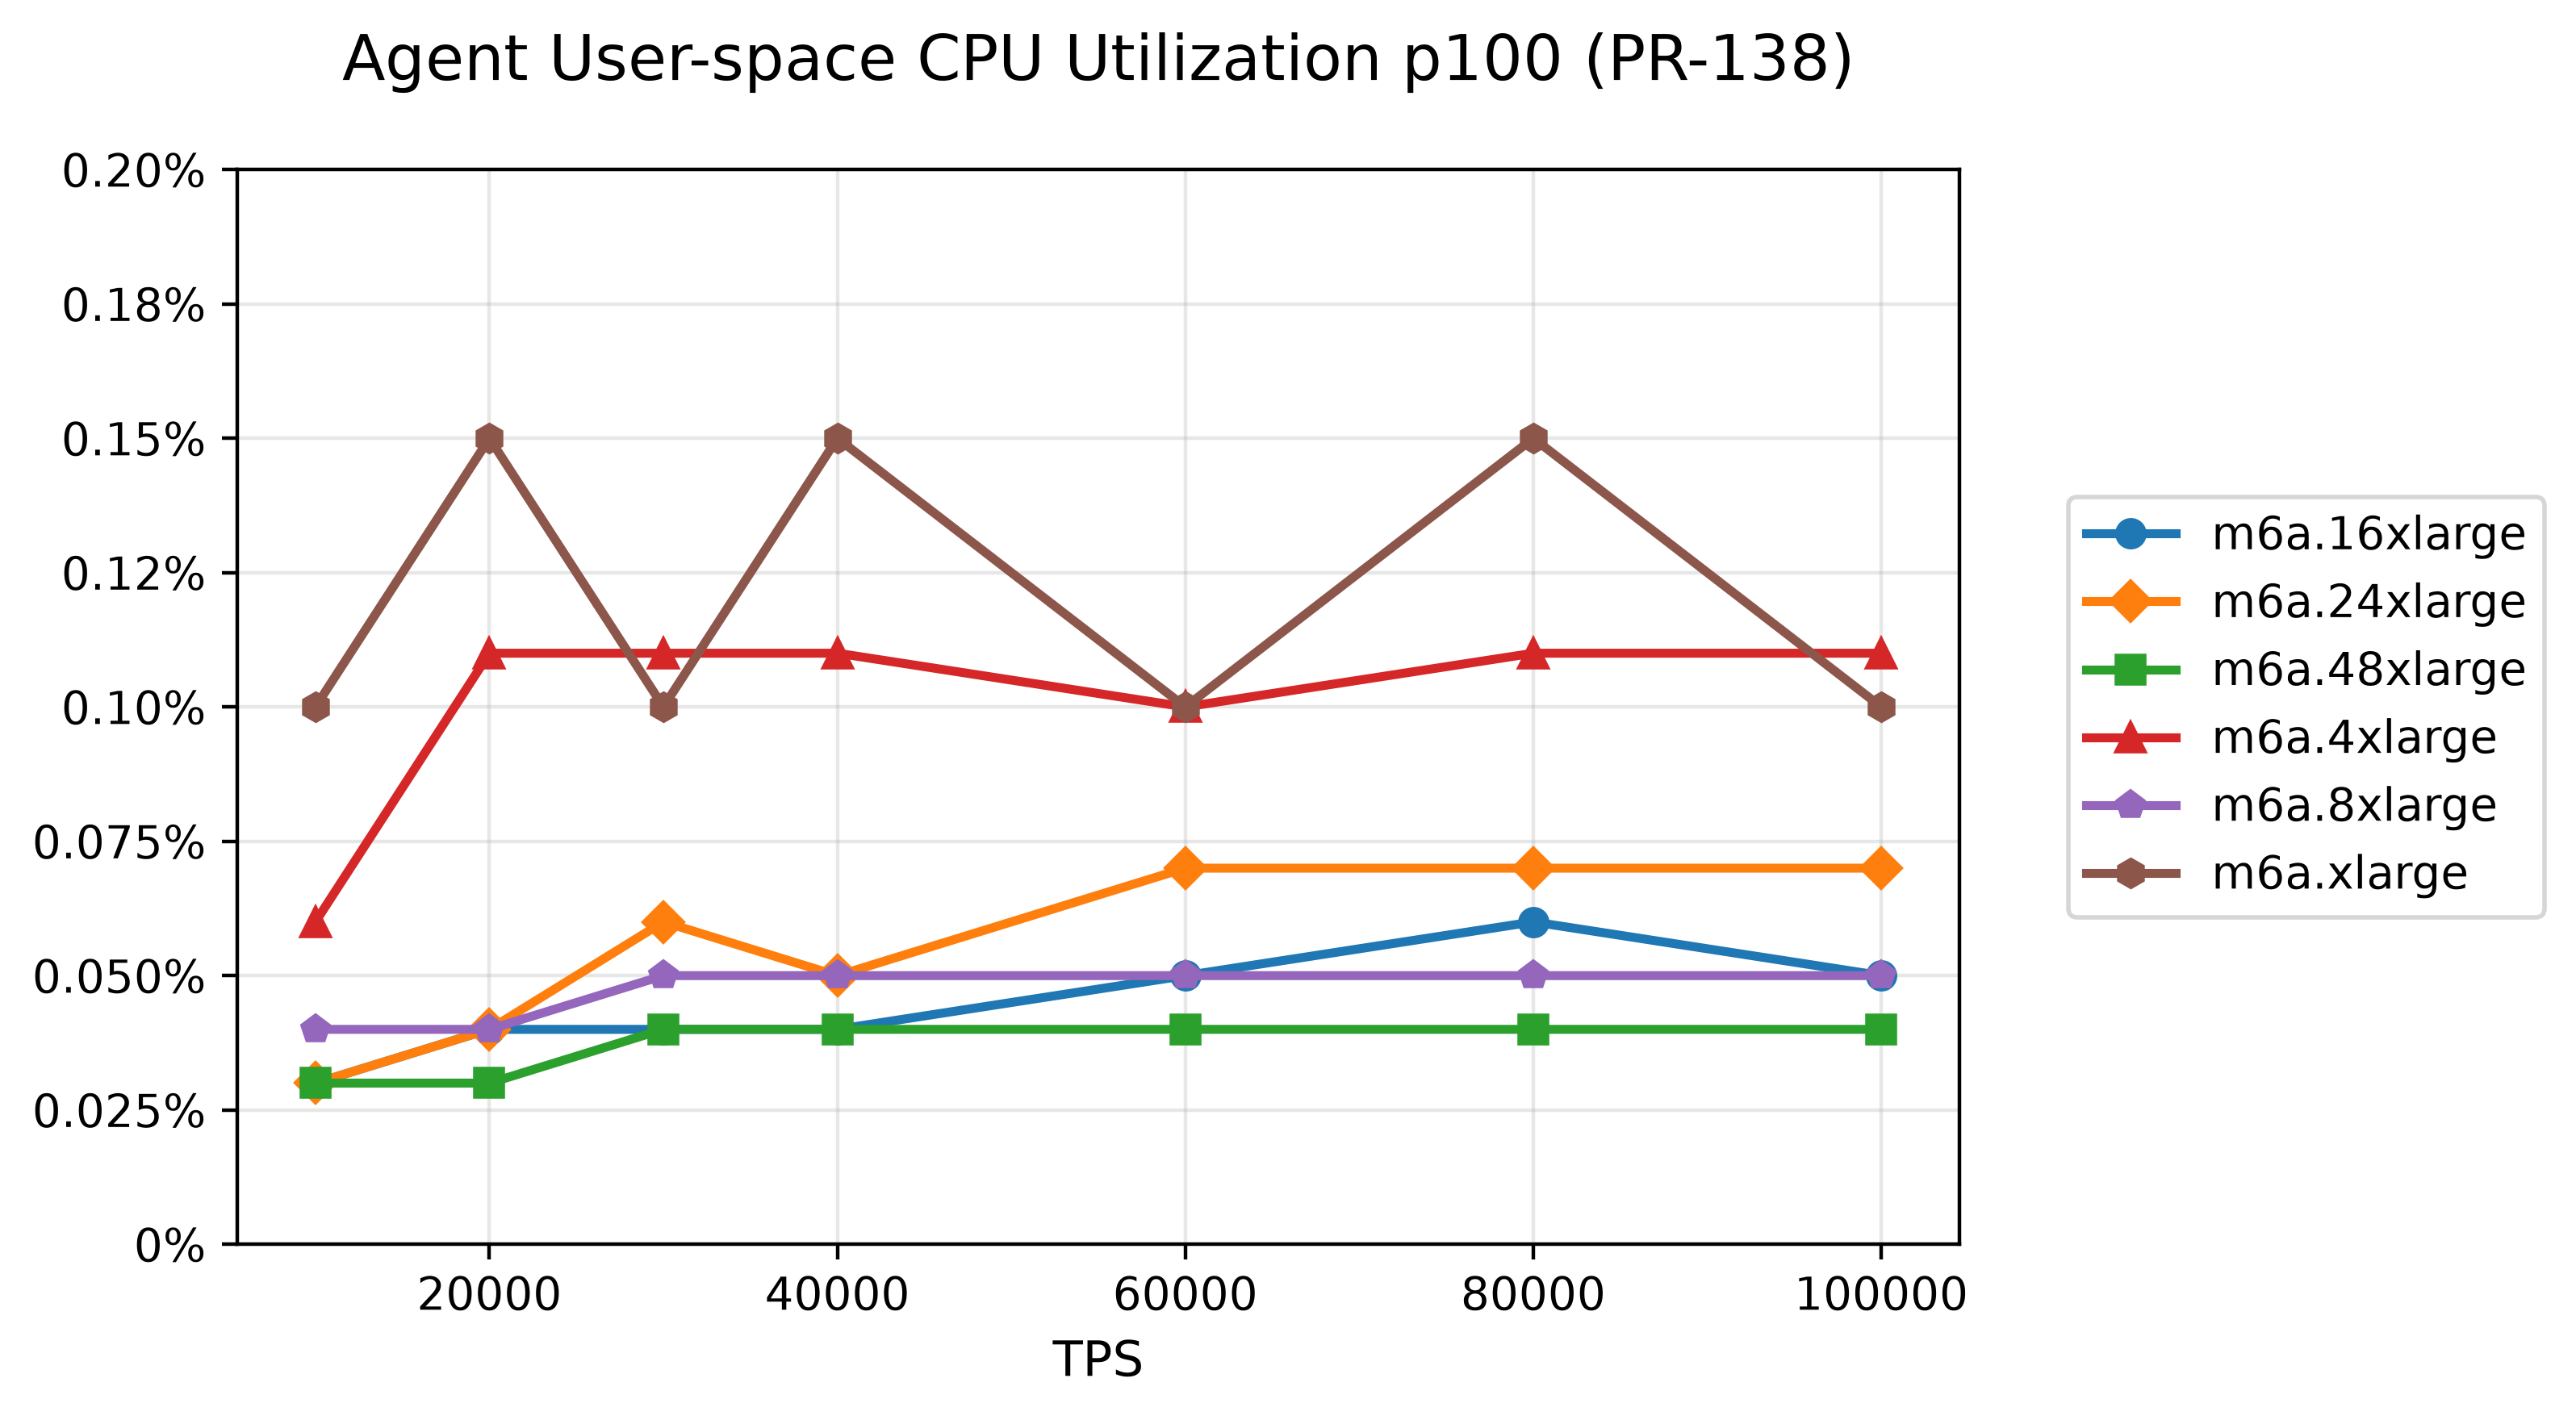 Agent User-space CPU Utilization p100 (PR-138)
0.20%
0.18%
0.15%
0.12%
0.10%
0.075%
0.050%
0.025%
0%
20000 40000 60000 80000 100000
TPS
m6a.16xlarge
m6a.24xlarge
m6a.48xlarge
m6a.4xlarge
m6a.8xlarge
m6a.xlarge